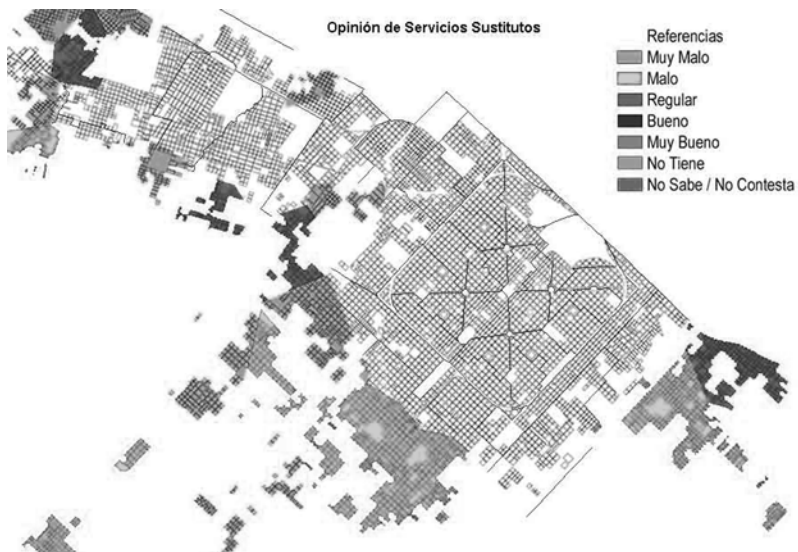 Opinión de Servicios Sustitutos
Referencias
Muy Malo
Malo
Regular
Bueno
Muy Bueno
No Tiene
No Sabe / No Contesta